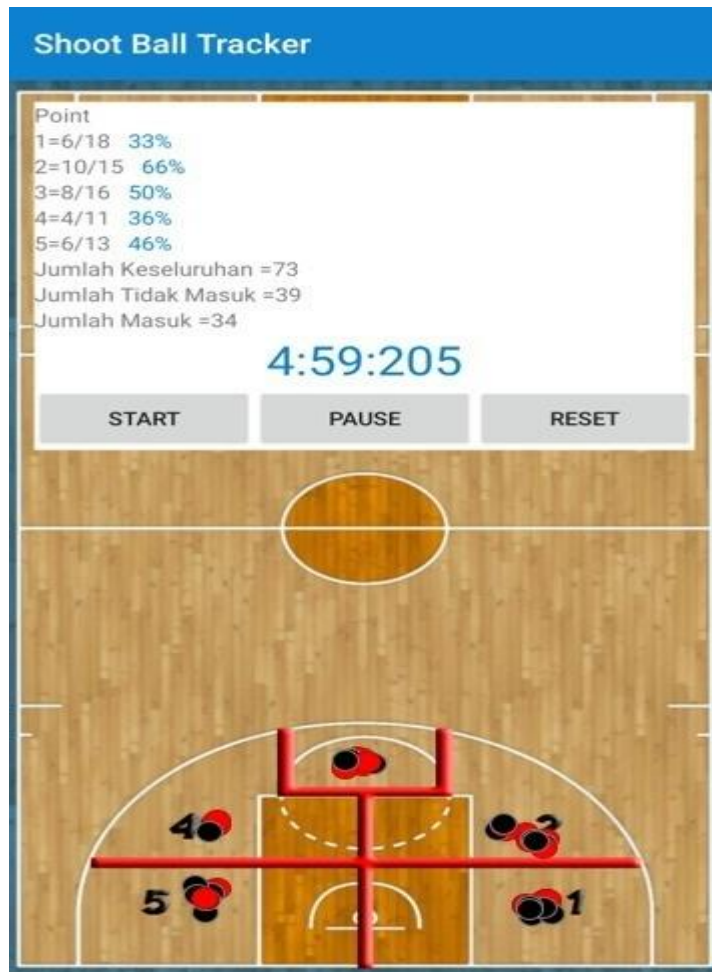 Shoot Ball Tracker
Point
1=6/18 33%
2=10/15 66%
3=8/16 50%
4=4/11 36%
5=6/13 46%
Jumlah Keseluruhan =73
Jumlah Tidak Masuk =39
Jumlah Masuk =34
4:59:205
START PAUSE RESET
4 2
5 1